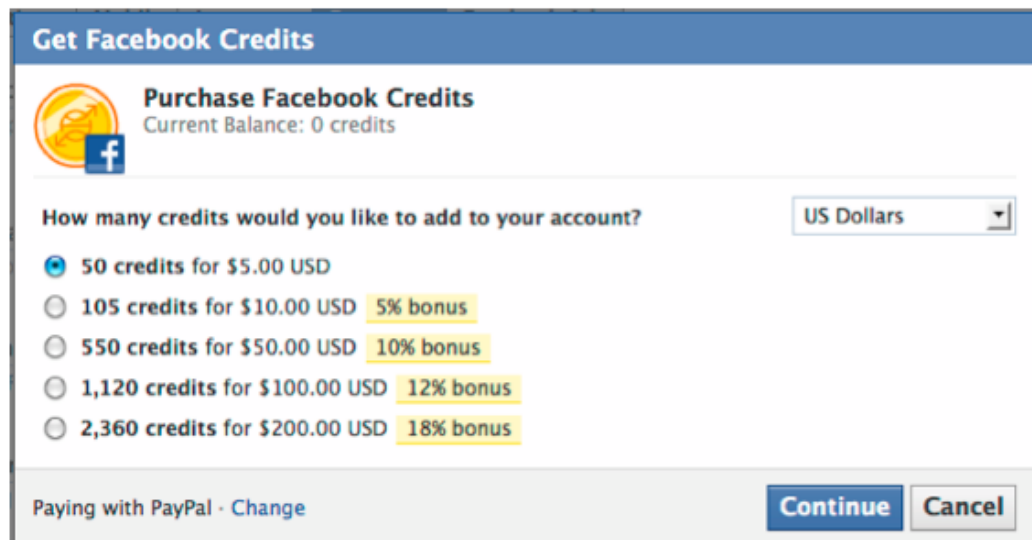 Get Facebook Credits
Purchase Facebook Credits
Current Balance: 0 credits
f
How many credits would you like to add to your account?
US Dollars
50 credits for $5.00 USD
105 credits for $10.00 USD 5% bonus
550 credits for $50.00 USD 10% bonus
1,120 credits for $100.00 USD 12% bonus
2,360 credits for $200.00 USD 18% bonus
Paying with PayPal · Change
Continue
Cancel